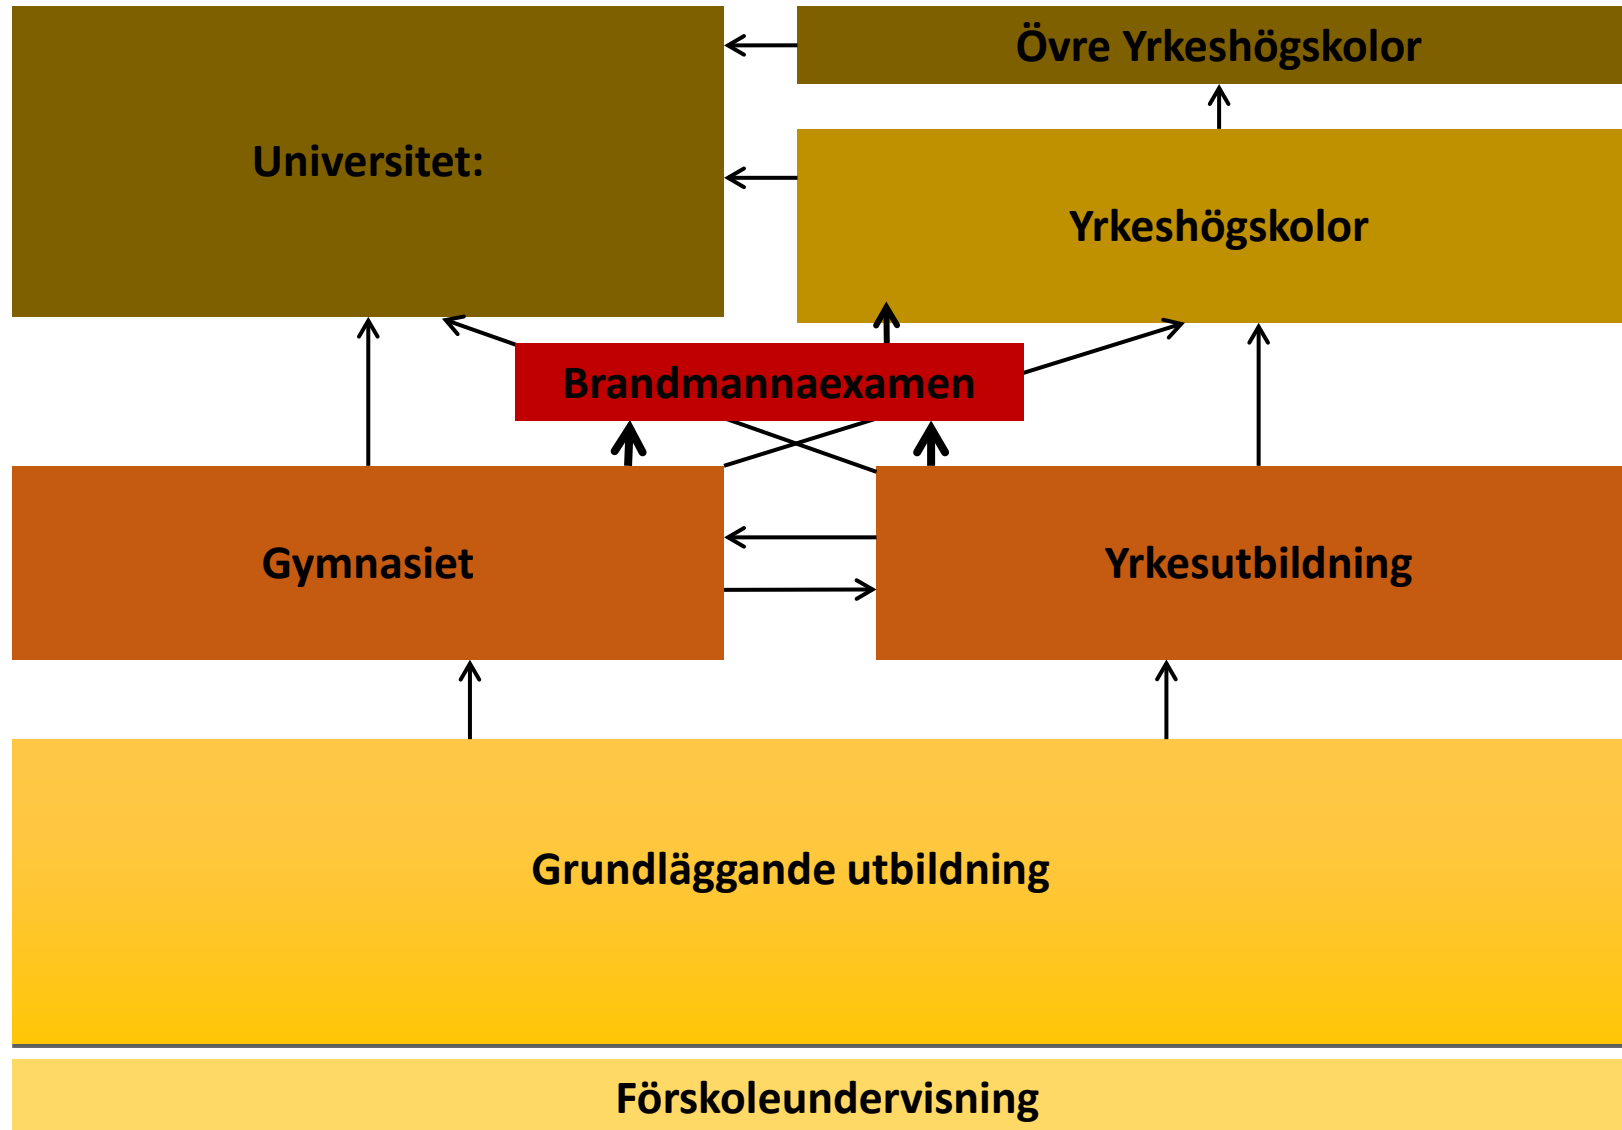 Övre Yrkeshögskolor
Universitet:
Yrkeshögskolor
Brandmannaexamen
Gymnasiet
Yrkesutbildning
Grundläggande utbildning
Förskoleundervisning